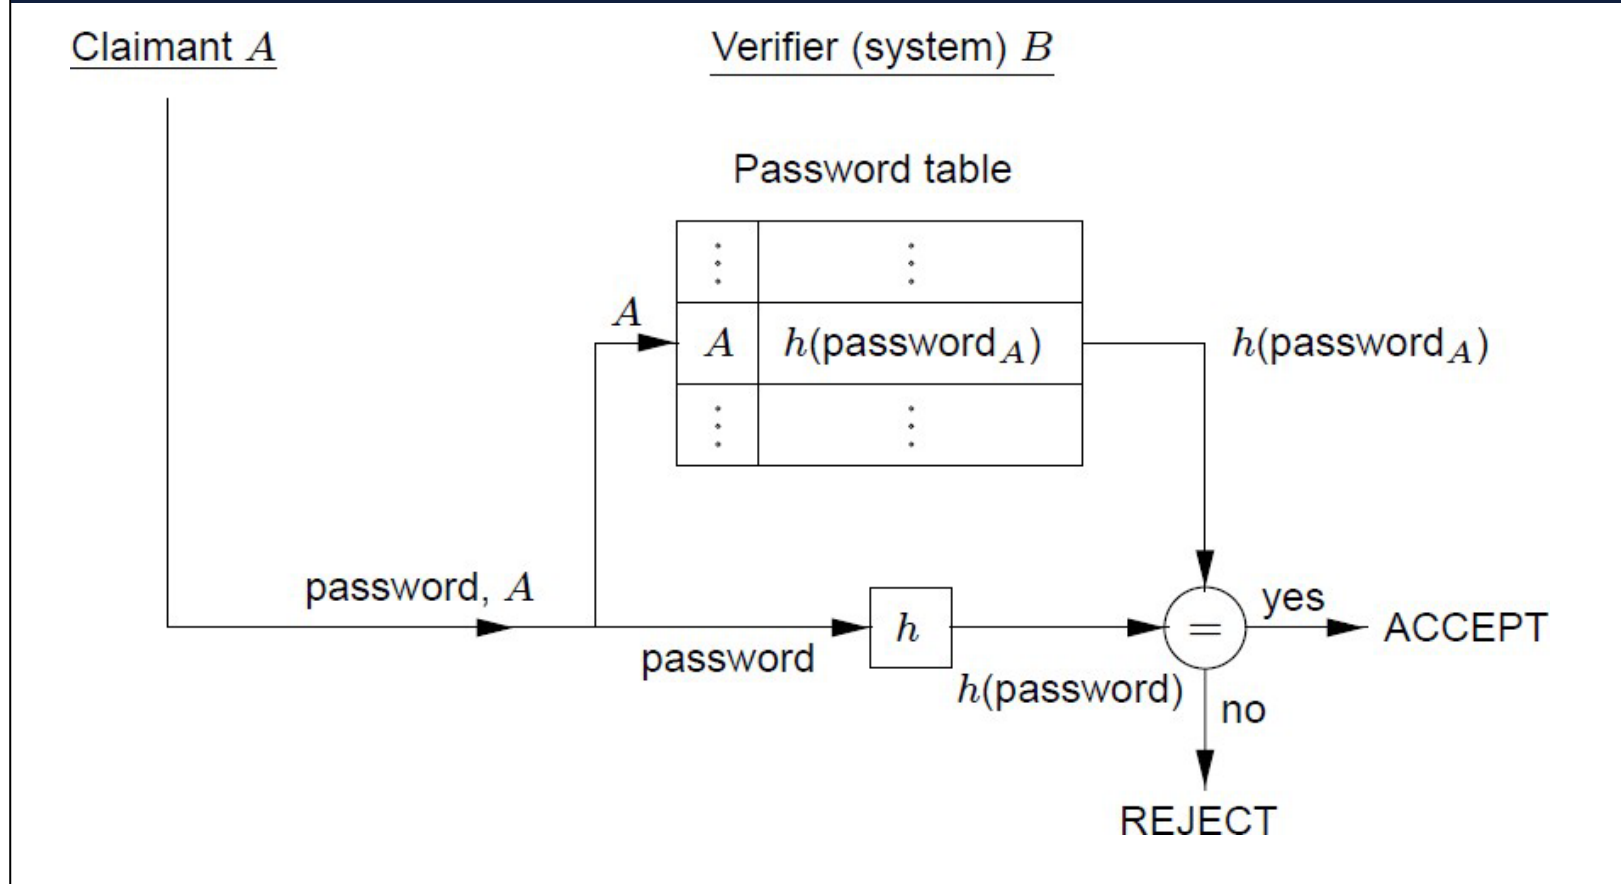 Claimant A
Verifier (system) B
Password table
A
A
h(password_A)
h(password_A)
password, A
password
h
h(password)
=
yes
ACCEPT
no
REJECT